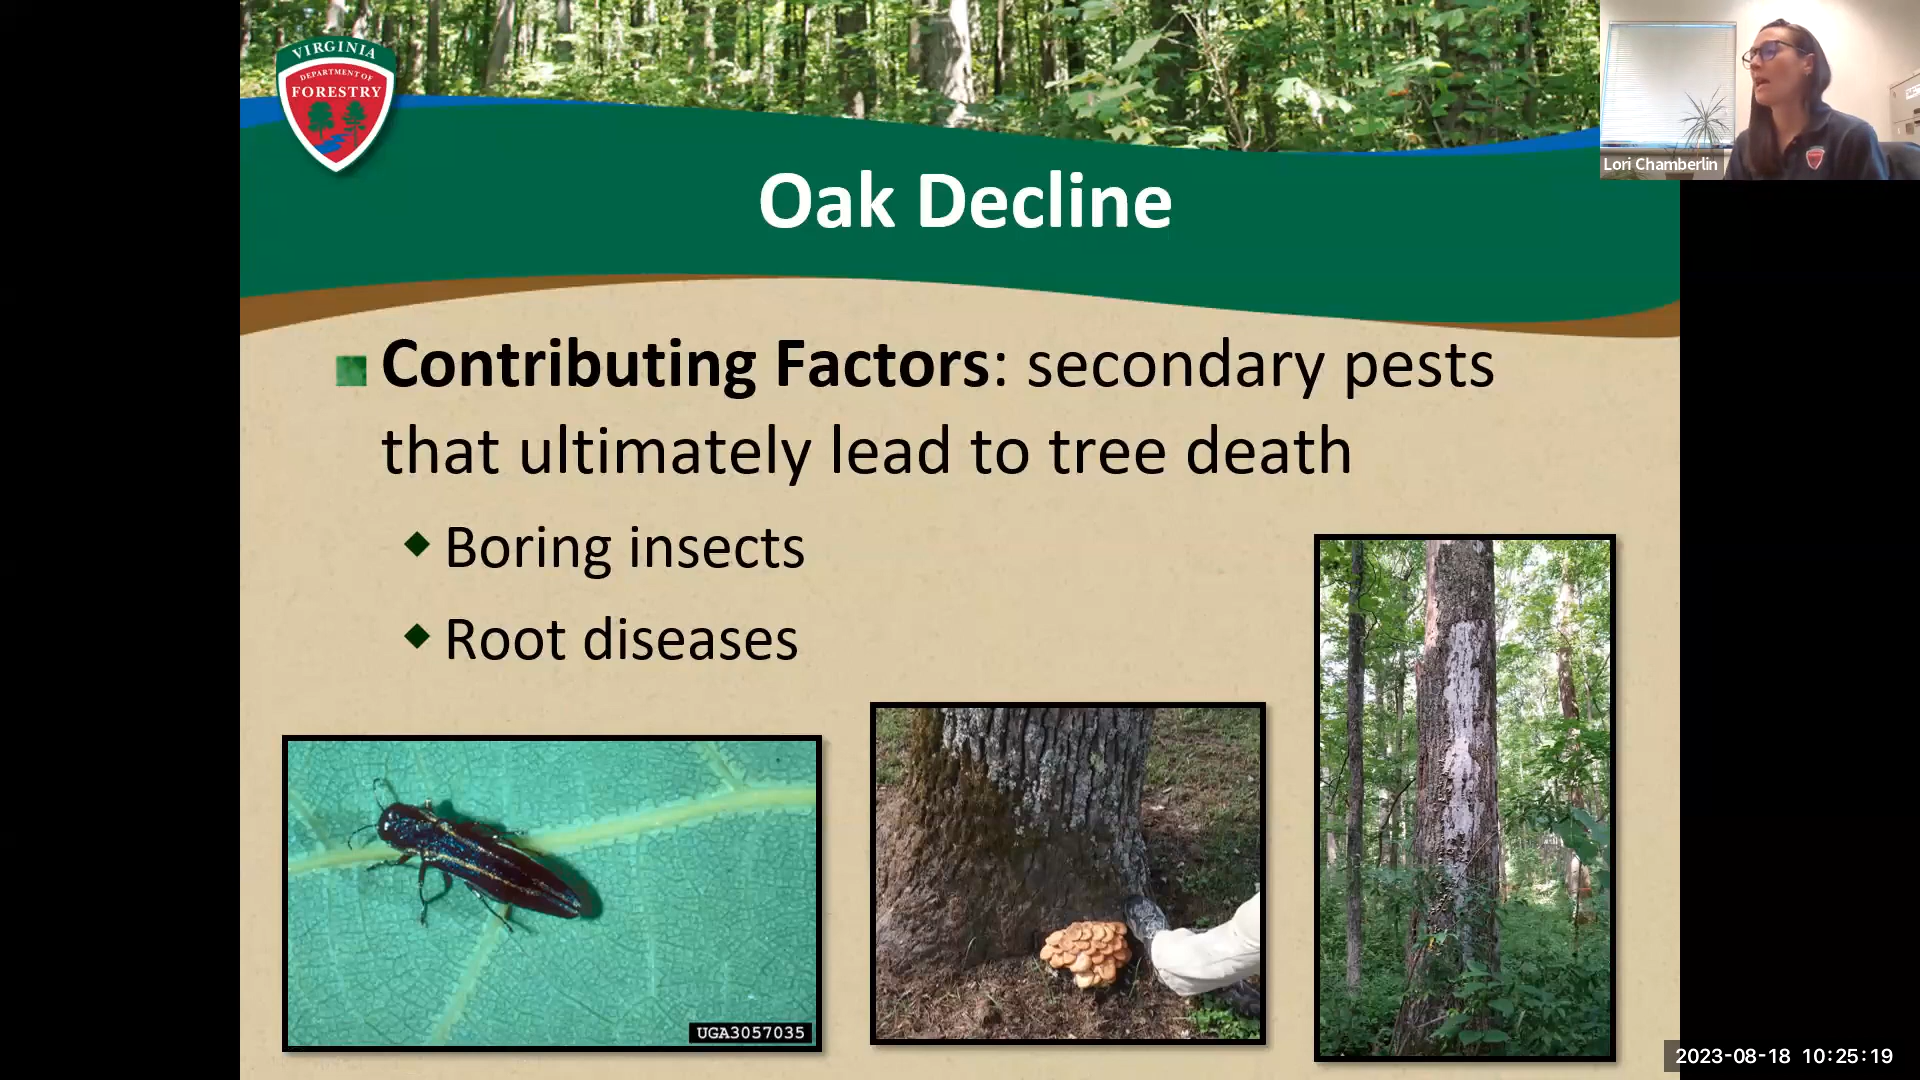 VIRGINIA
DEPARTMENT OF
FORESTRY
Lori Chamberlin
Oak Decline
Contributing Factors: secondary pests
that ultimately lead to tree death
Boring insects
Root diseases
UGA3057035
2023-08-18 10:25:19